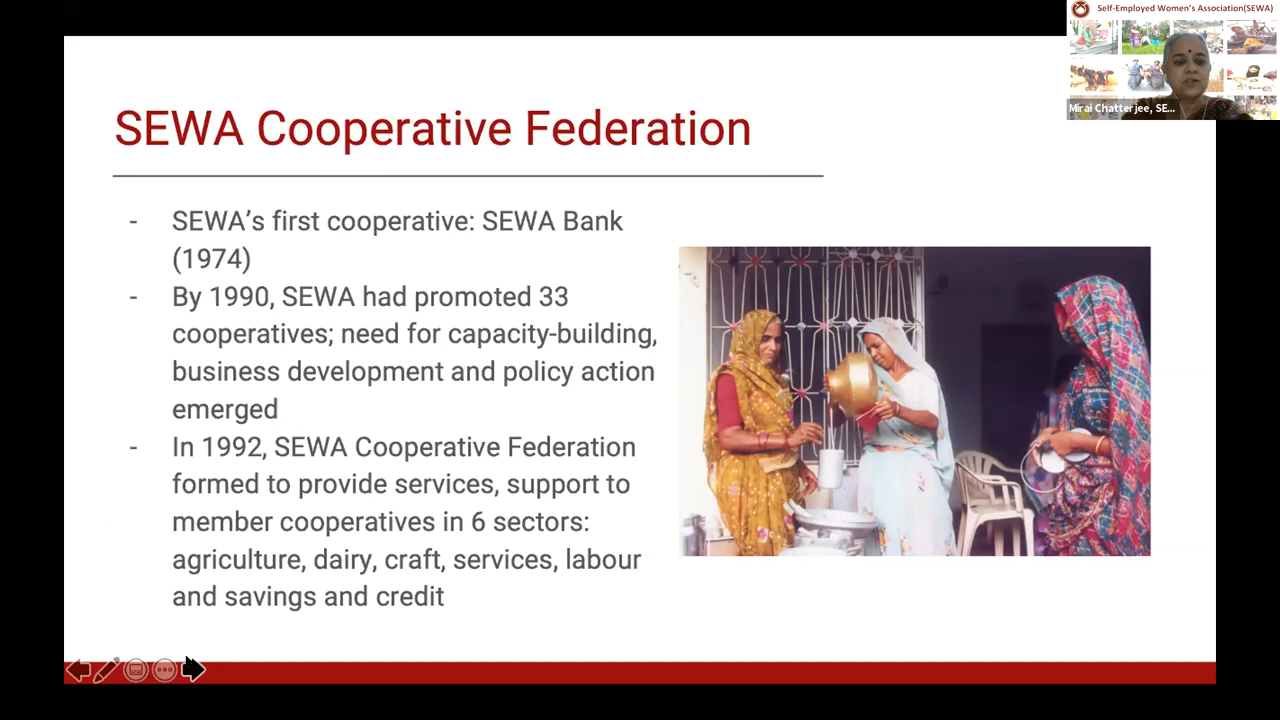 Self-Employed Women's Association(SEWA)
Mirai Chatterjee, SE...
SEWA Cooperative Federation
- SEWA’s first cooperative: SEWA Bank
(1974)
- By 1990, SEWA had promoted 33
cooperatives; need for capacity-building,
business development and policy action
emerged
- In 1992, SEWA Cooperative Federation
formed to provide services, support to
member cooperatives in 6 sectors:
agriculture, dairy, craft, services, labour
and savings and credit